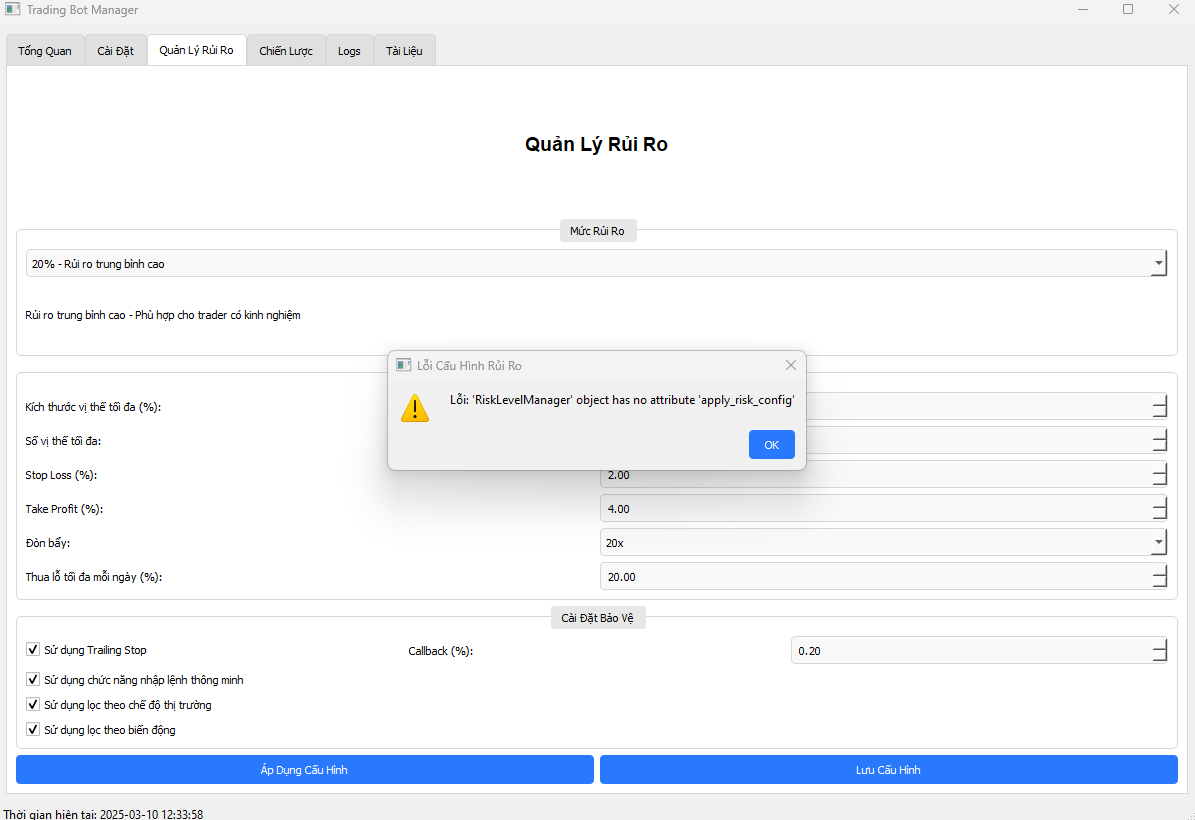 Trading Bot Manager
Tổng Quan
Cài Đặt
Quản Lý Rủi Ro
Chiến Lược
Logs
Tài Liệu
Quản Lý Rủi Ro
Mức Rủi Ro
20% - Rủi ro trung bình cao
Rủi ro trung bình cao - Phù hợp cho trader có kinh nghiệm
Lỗi Cấu Hình Rủi Ro
Lỗi: 'RiskLevelManager' object has no attribute 'apply_risk_config'
OK
Kích thước vị thế tối đa (%):
Số vị thế tối đa:
Stop Loss (%): 2.00
Take Profit (%): 4.00
Đòn bẩy: 20x
Thua lỗ tối đa mỗi ngày (%): 20.00
Cài Đặt Bảo Vệ
Sử dụng Trailing Stop Callback (%): 0.20
Sử dụng chức năng nhập lệnh thông minh
Sử dụng lọc theo chế độ thị trường
Sử dụng lọc theo biến động
Áp Dụng Cấu Hình
Lưu Cấu Hình
Thời gian hiện tại: 2025-03-10 12:33:58